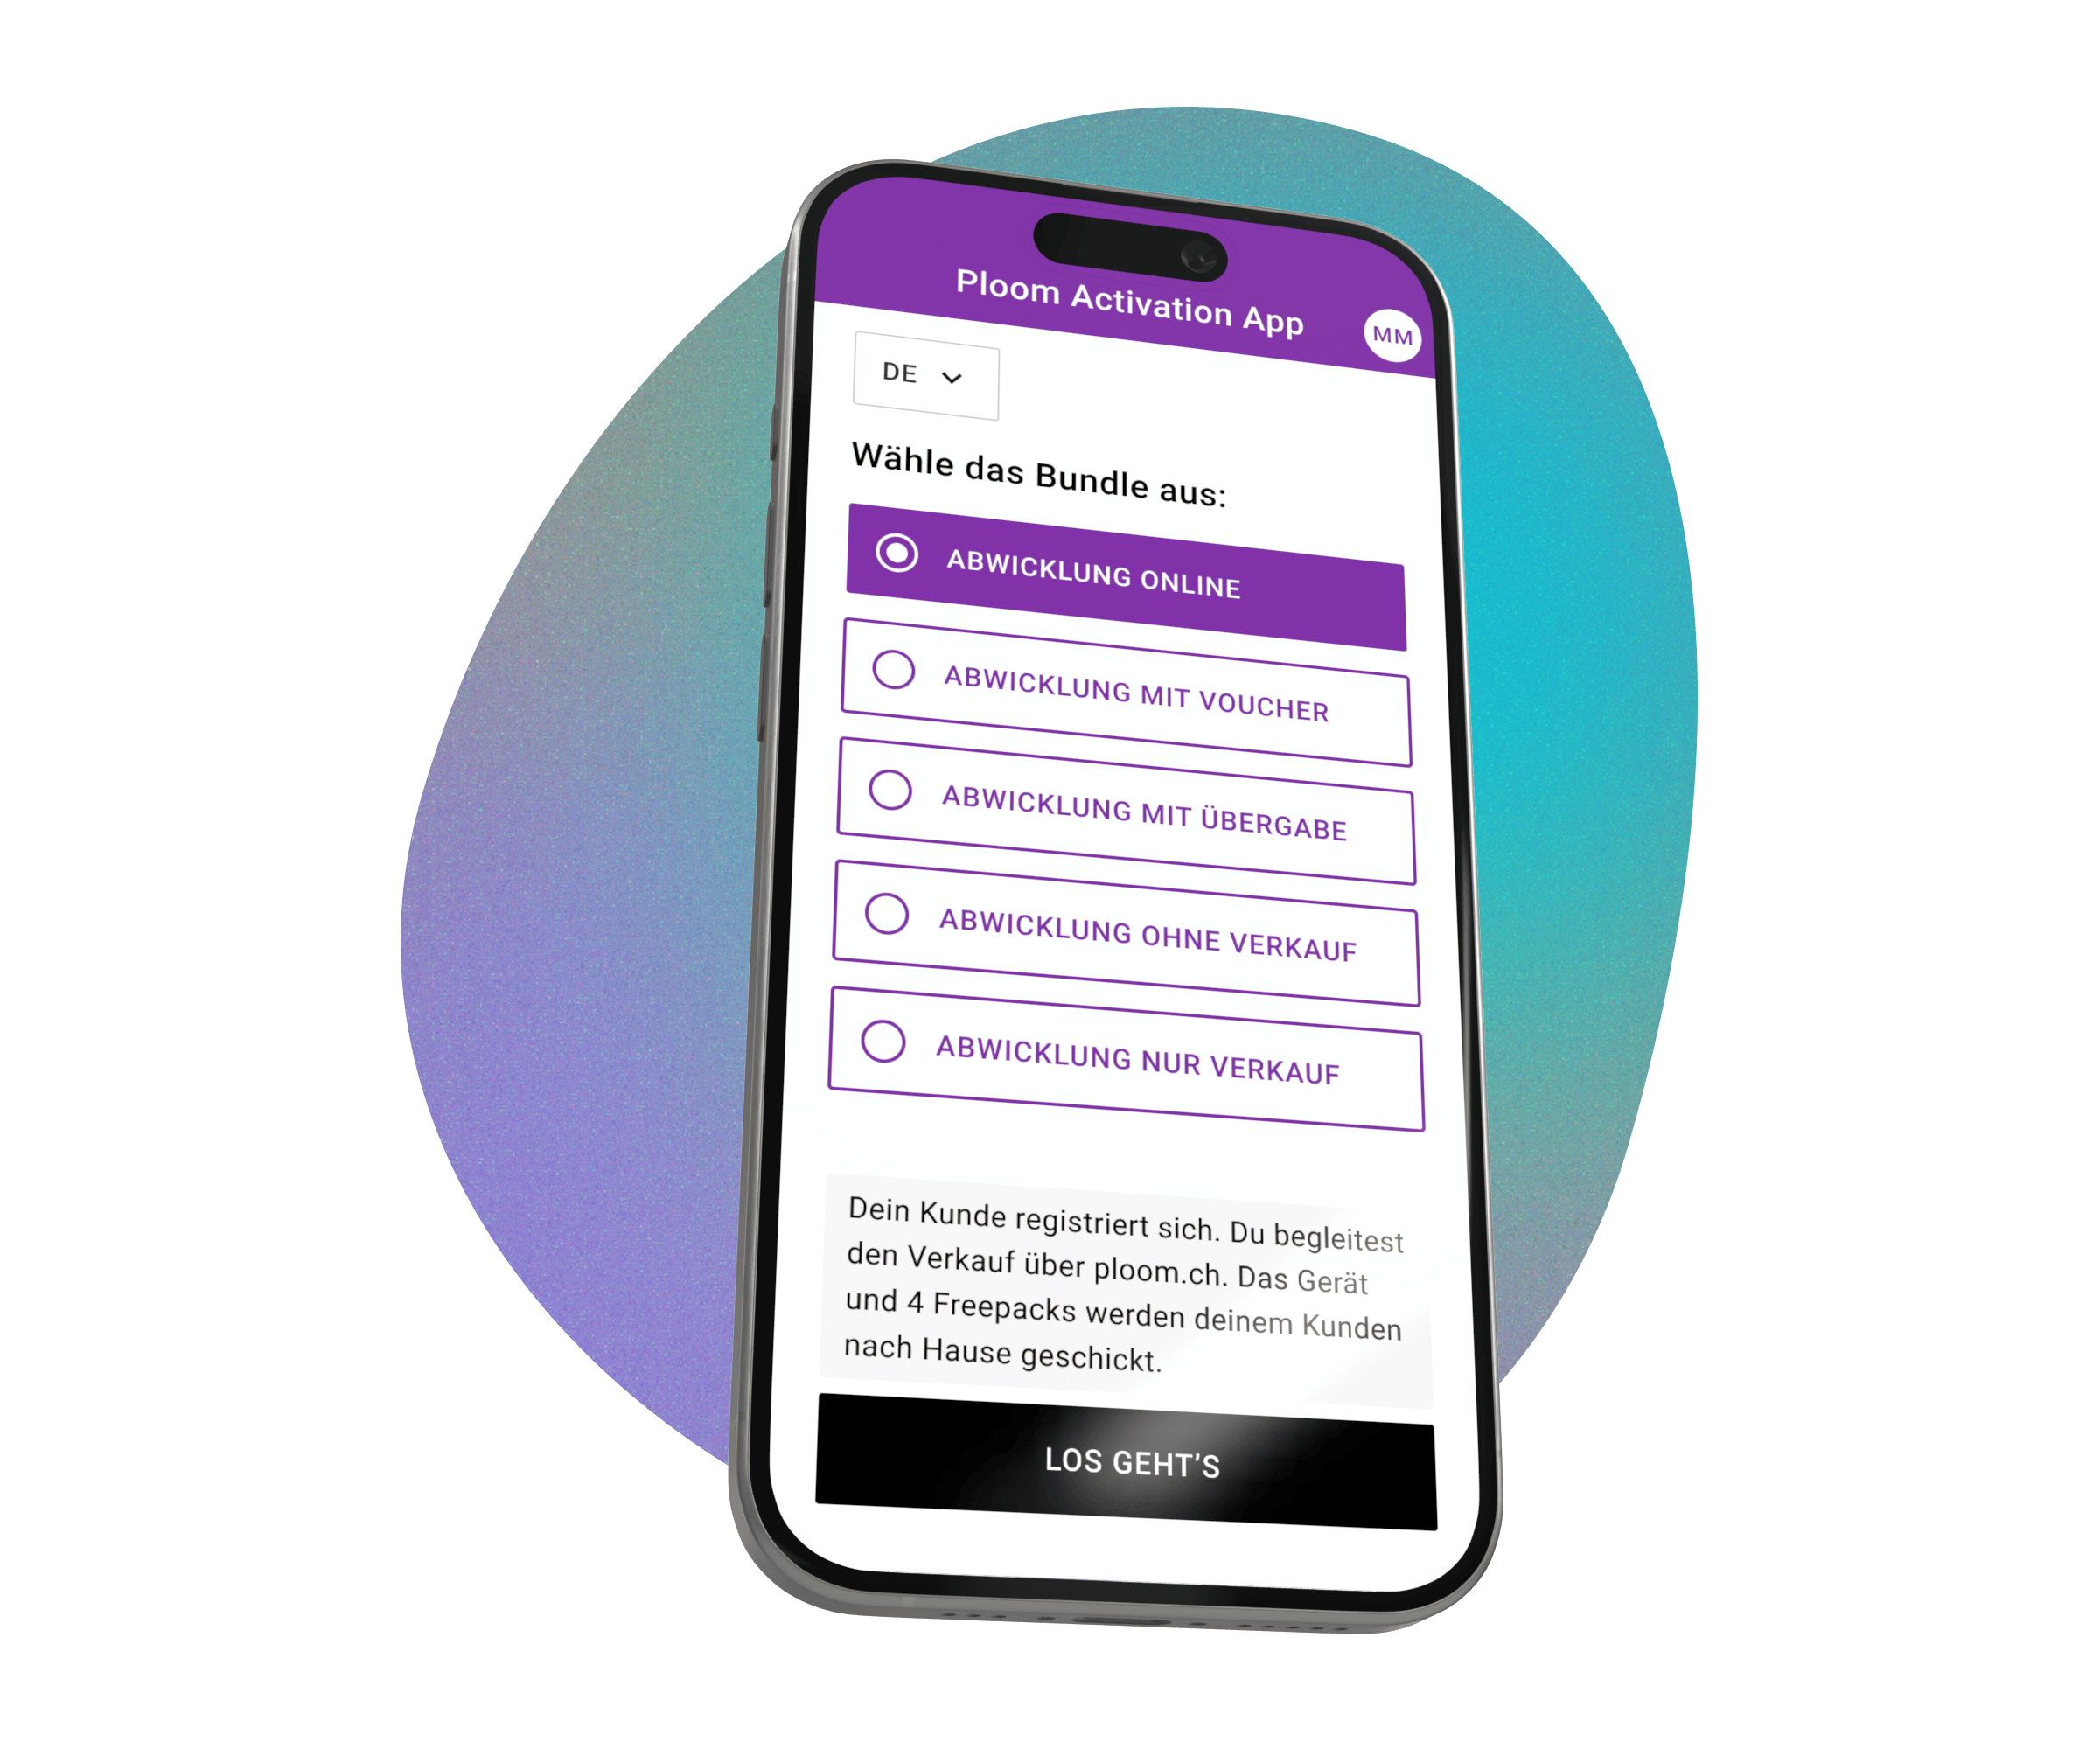 Ploom Activation App
MM
DE
Wähle das Bundle aus:
ABWICKLUNG ONLINE
ABWICKLUNG MIT VOUCHER
ABWICKLUNG MIT ÜBERGABE
ABWICKLUNG OHNE VERKAUF
ABWICKLUNG NUR VERKAUF
Dein Kunde registriert sich. Du begleitest
den Verkauf über ploom.ch. Das Gerät
und 4 Freepacks werden deinem Kunden
nach Hause geschickt.
LOS GEHT’S